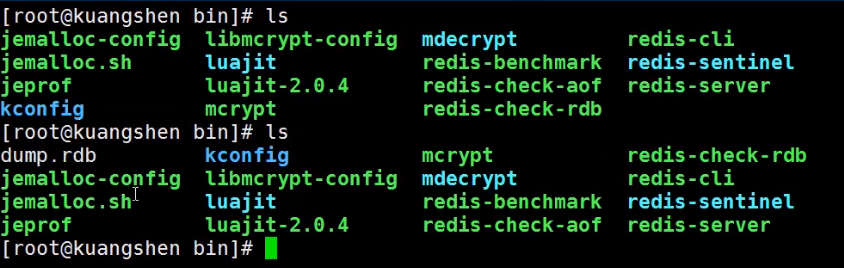 [root@kuangshen bin]# ls
jemalloc-config  libmcrypt-config  mdecrypt         redis-cli
jemalloc.sh      luajit            redis-benchmark  redis-sentinel
jeprof           luajit-2.0.4      redis-check-aof  redis-server
kconfig          mcrypt            redis-check-rdb
[root@kuangshen bin]# ls
dump.rdb         kconfig           mcrypt           redis-check-rdb
jemalloc-config  libmcrypt-config  mdecrypt         redis-cli
jemalloc.sh      luajit            redis-benchmark  redis-sentinel
jeprof           luajit-2.0.4      redis-check-aof  redis-server
[root@kuangshen bin]#